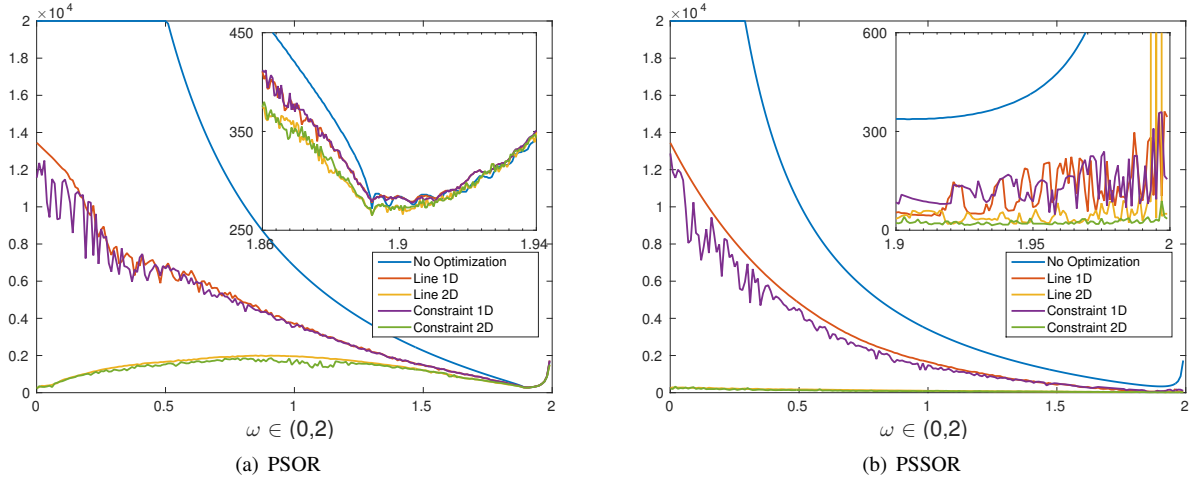 ×10⁴
2
1.8
1.6
1.4
1.2
1
0.8
0.6
0.4
0.2
0
0 0.5 1 1.5 2
450
350
250
1.86 1.9 1.94
No Optimization
Line 1D
Line 2D
Constraint 1D
Constraint 2D
ω ∈ (0,2)
(a) PSOR
×10⁴
2
1.8
1.6
1.4
1.2
1
0.8
0.6
0.4
0.2
0
0 0.5 1 1.5 2
600
300
0
1.9 1.95 2
No Optimization
Line 1D
Line 2D
Constraint 1D
Constraint 2D
ω ∈ (0,2)
(b) PSSOR